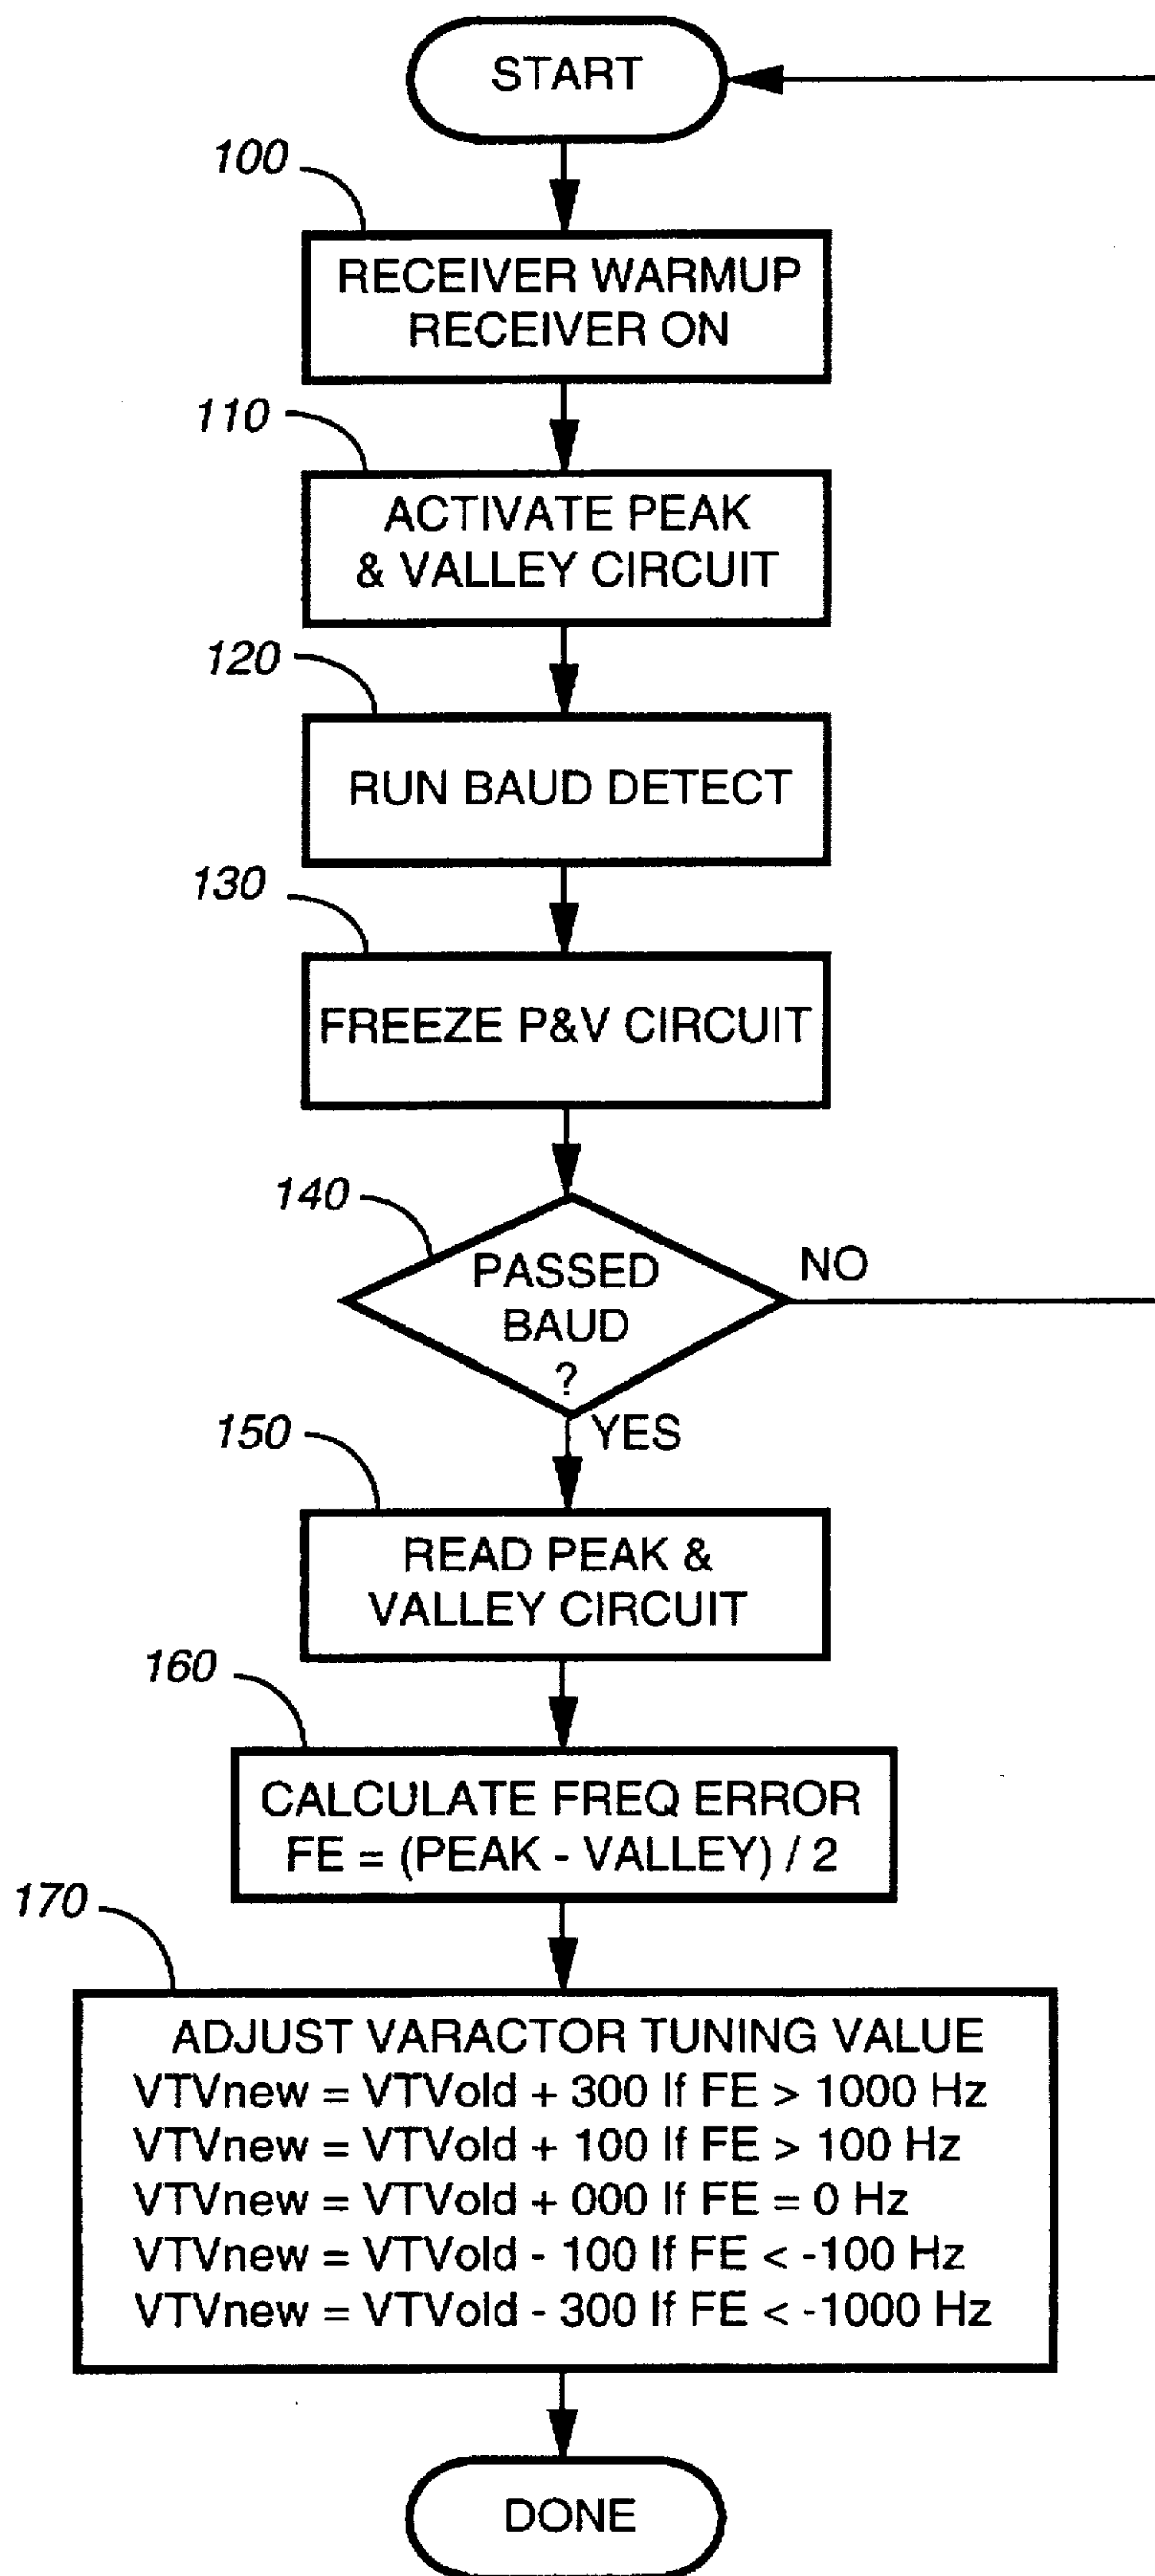 START
100
RECEIVER WARMUP
RECEIVER ON
110
ACTIVATE PEAK
& VALLEY CIRCUIT
120
RUN BAUD DETECT
130
FREEZE P&V CIRCUIT
140
PASSED
BAUD
?
NO
YES
150
READ PEAK &
VALLEY CIRCUIT
160
CALCULATE FREQ ERROR
FE = (PEAK - VALLEY) / 2
170
ADJUST VARACTOR TUNING VALUE
VTVnew = VTVold + 300 If FE > 1000 Hz
VTVnew = VTVold + 100 If FE > 100 Hz
VTVnew = VTVold + 000 If FE = 0 Hz
VTVnew = VTVold - 100 If FE < -100 Hz
VTVnew = VTVold - 300 If FE < -1000 Hz
DONE